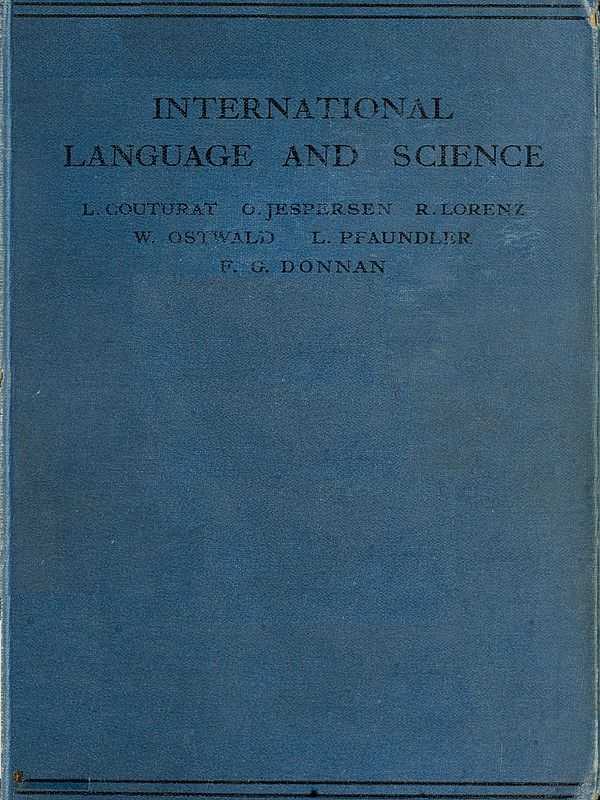 INTERNATIONAL
LANGUAGE AND SCIENCE
L. COUTURAT O. JESPERSEN R. LORENZ
W. OSTWALD L. PFAUNDLER
F. G. DONNAN